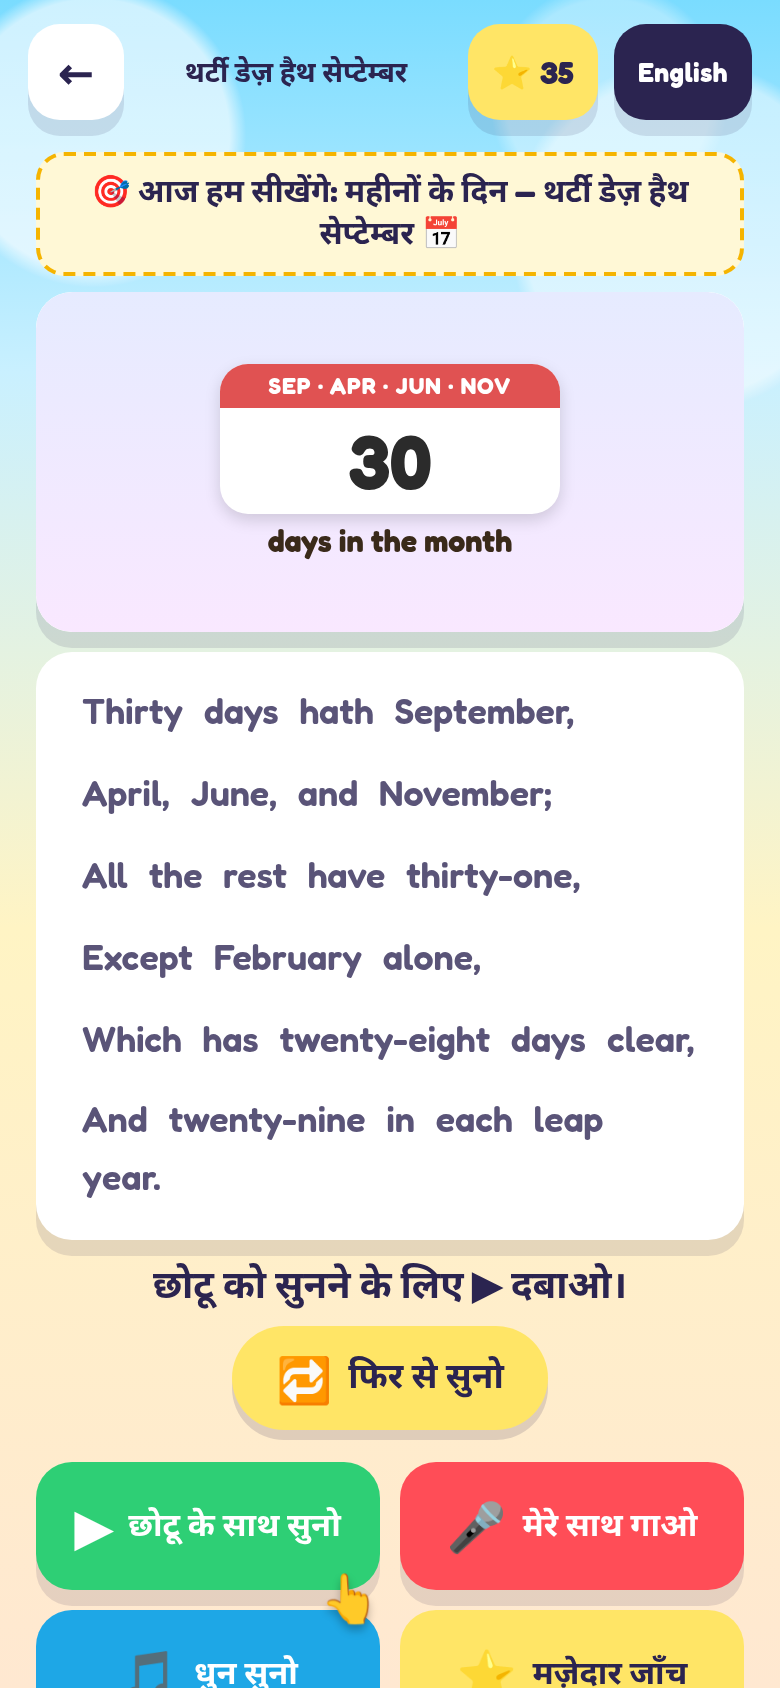 ←
थर्टी डेज़ हैथ सेप्टेम्बर
⭐ 35
English
🎯 आज हम सीखेंगे: महीनों के दिन – थर्टी डेज़ हैथ
सेप्टेम्बर 📅
SEP · APR · JUN · NOV
30
days in the month
Thirty days hath September,
April, June, and November;
All the rest have thirty-one,
Except February alone,
Which has twenty-eight days clear,
And twenty-nine in each leap
year.
छोटू को सुनने के लिए ▶ दबाओ।
🔁 फिर से सुनो
▶ छोटू के साथ सुनो
🎤 मेरे साथ गाओ
🎵 धुन सुनो
⭐ मज़ेदार जाँच